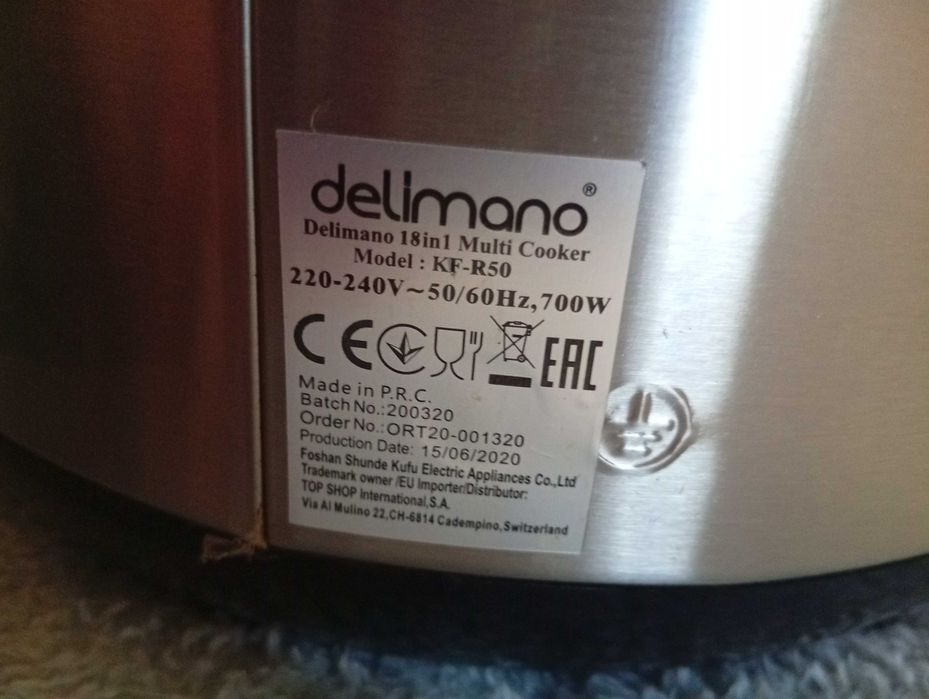 delimano®
Delimano 18in1 Multi Cooker
Model : KF-R50
220-240V~50/60Hz,700W
CE EAC
Made in P.R.C.
Batch No.:200320
Order No.:ORT20-001320
Production Date: 15/06/2020
Foshan Shunde Kufu Electric Appliances Co.,Ltd
Trademark owner /EU Importer/Distributor:
TOP SHOP International,S.A.
Via Al Mulino 22,CH-6814 Cadempino,Switzerland